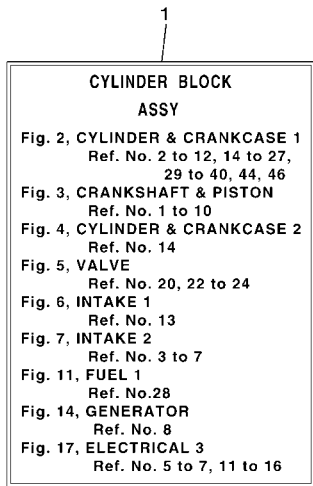 1
CYLINDER BLOCK
ASSY
Fig. 2, CYLINDER & CRANKCASE 1
Ref. No. 2 to 12, 14 to 27,
29 to 40, 44, 46
Fig. 3, CRANKSHAFT & PISTON
Ref. No. 1 to 10
Fig. 4, CYLINDER & CRANKCASE 2
Ref. No. 14
Fig. 5, VALVE
Ref. No. 20, 22 to 24
Fig. 6, INTAKE 1
Ref. No. 13
Fig. 7, INTAKE 2
Ref. No. 3 to 7
Fig. 11, FUEL 1
Ref. No.28
Fig. 14, GENERATOR
Ref. No. 8
Fig. 17, ELECTRICAL 3
Ref. No. 5 to 7, 11 to 16